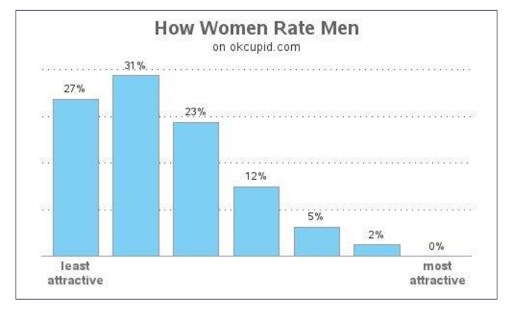 How Women Rate Men
on okcupid.com
27%
31%
23%
12%
5%
2%
0%
least
attractive
most
attractive